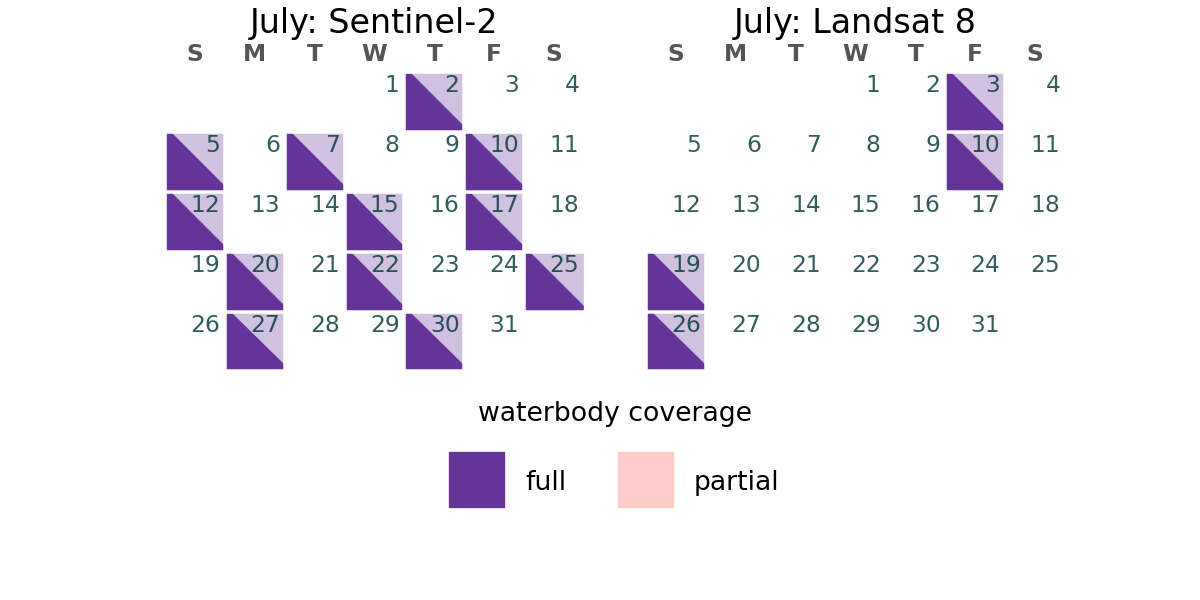 July: Sentinel-2
S M T W T F S
1 2 3 4
5 6 7 8 9 10 11
12 13 14 15 16 17 18
19 20 21 22 23 24 25
26 27 28 29 30 31
July: Landsat 8
S M T W T F S
1 2 3 4
5 6 7 8 9 10 11
12 13 14 15 16 17 18
19 20 21 22 23 24 25
26 27 28 29 30 31
waterbody coverage
full partial